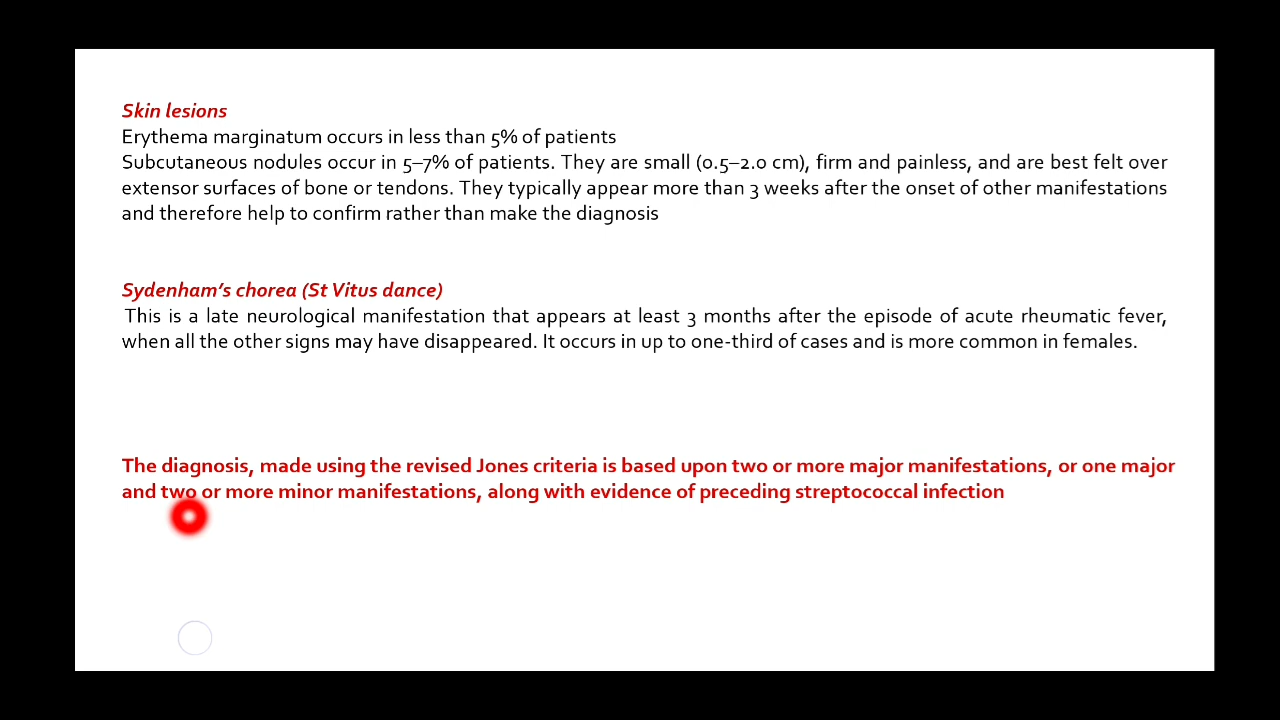 Skin lesions
Erythema marginatum occurs in less than 5% of patients
Subcutaneous nodules occur in 5–7% of patients. They are small (0.5–2.0 cm), firm and painless, and are best felt over
extensor surfaces of bone or tendons. They typically appear more than 3 weeks after the onset of other manifestations
and therefore help to confirm rather than make the diagnosis
Sydenham's chorea (St Vitus dance)
This is a late neurological manifestation that appears at least 3 months after the episode of acute rheumatic fever,
when all the other signs may have disappeared. It occurs in up to one-third of cases and is more common in females.
The diagnosis, made using the revised Jones criteria is based upon two or more major manifestations, or one major
and two or more minor manifestations, along with evidence of preceding streptococcal infection